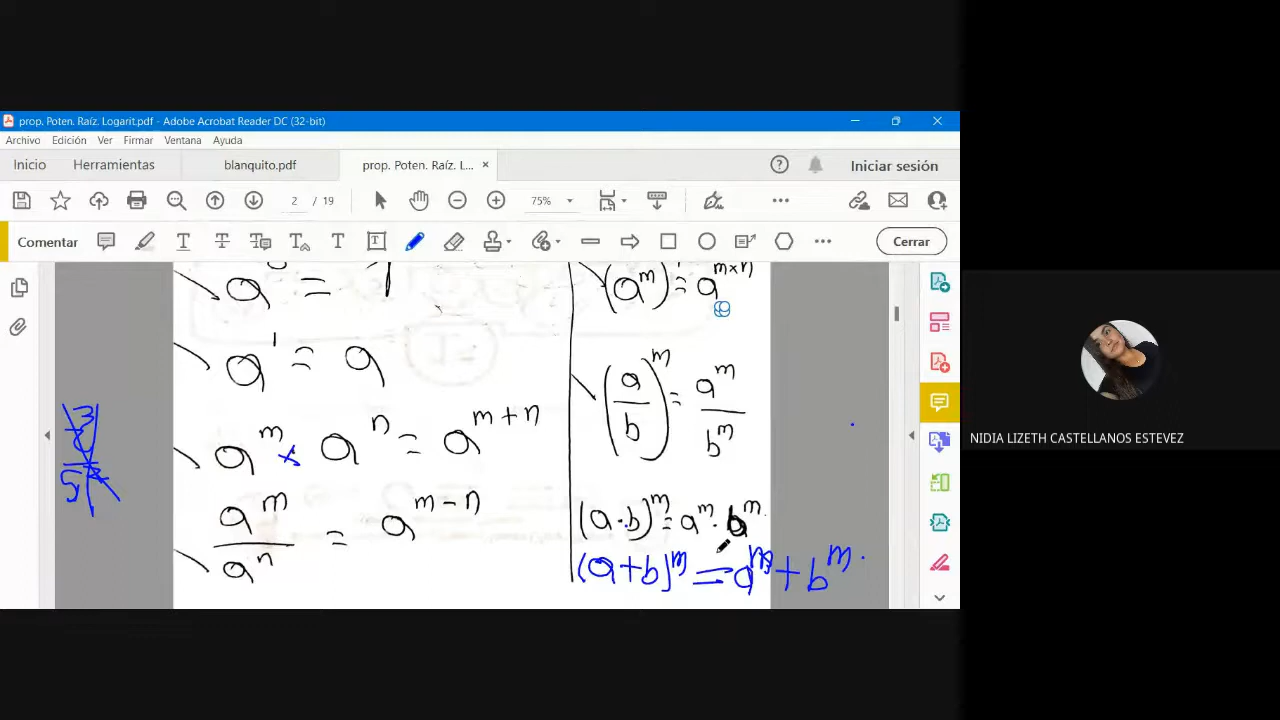 prop. Poten. Raíz. Logarit.pdf - Adobe Acrobat Reader DC (32-bit)
Archivo Edición Ver Firmar Ventana Ayuda
Inicio Herramientas blanquito.pdf prop. Poten. Raíz. L... × Iniciar sesión
2 / 19 75%
Comentar Cerrar
a = 1
a¹ = a
a^m × a^n = a^{m+n}
a^m / a^n = a^{m-n}
(a^m) = a^{m×n}
(a/b)^m = a^m / b^m
(a·b)^m = a^m · b^m
(a+b)^m = a^m + b^m
NIDIA LIZETH CASTELLANOS ESTEVEZ